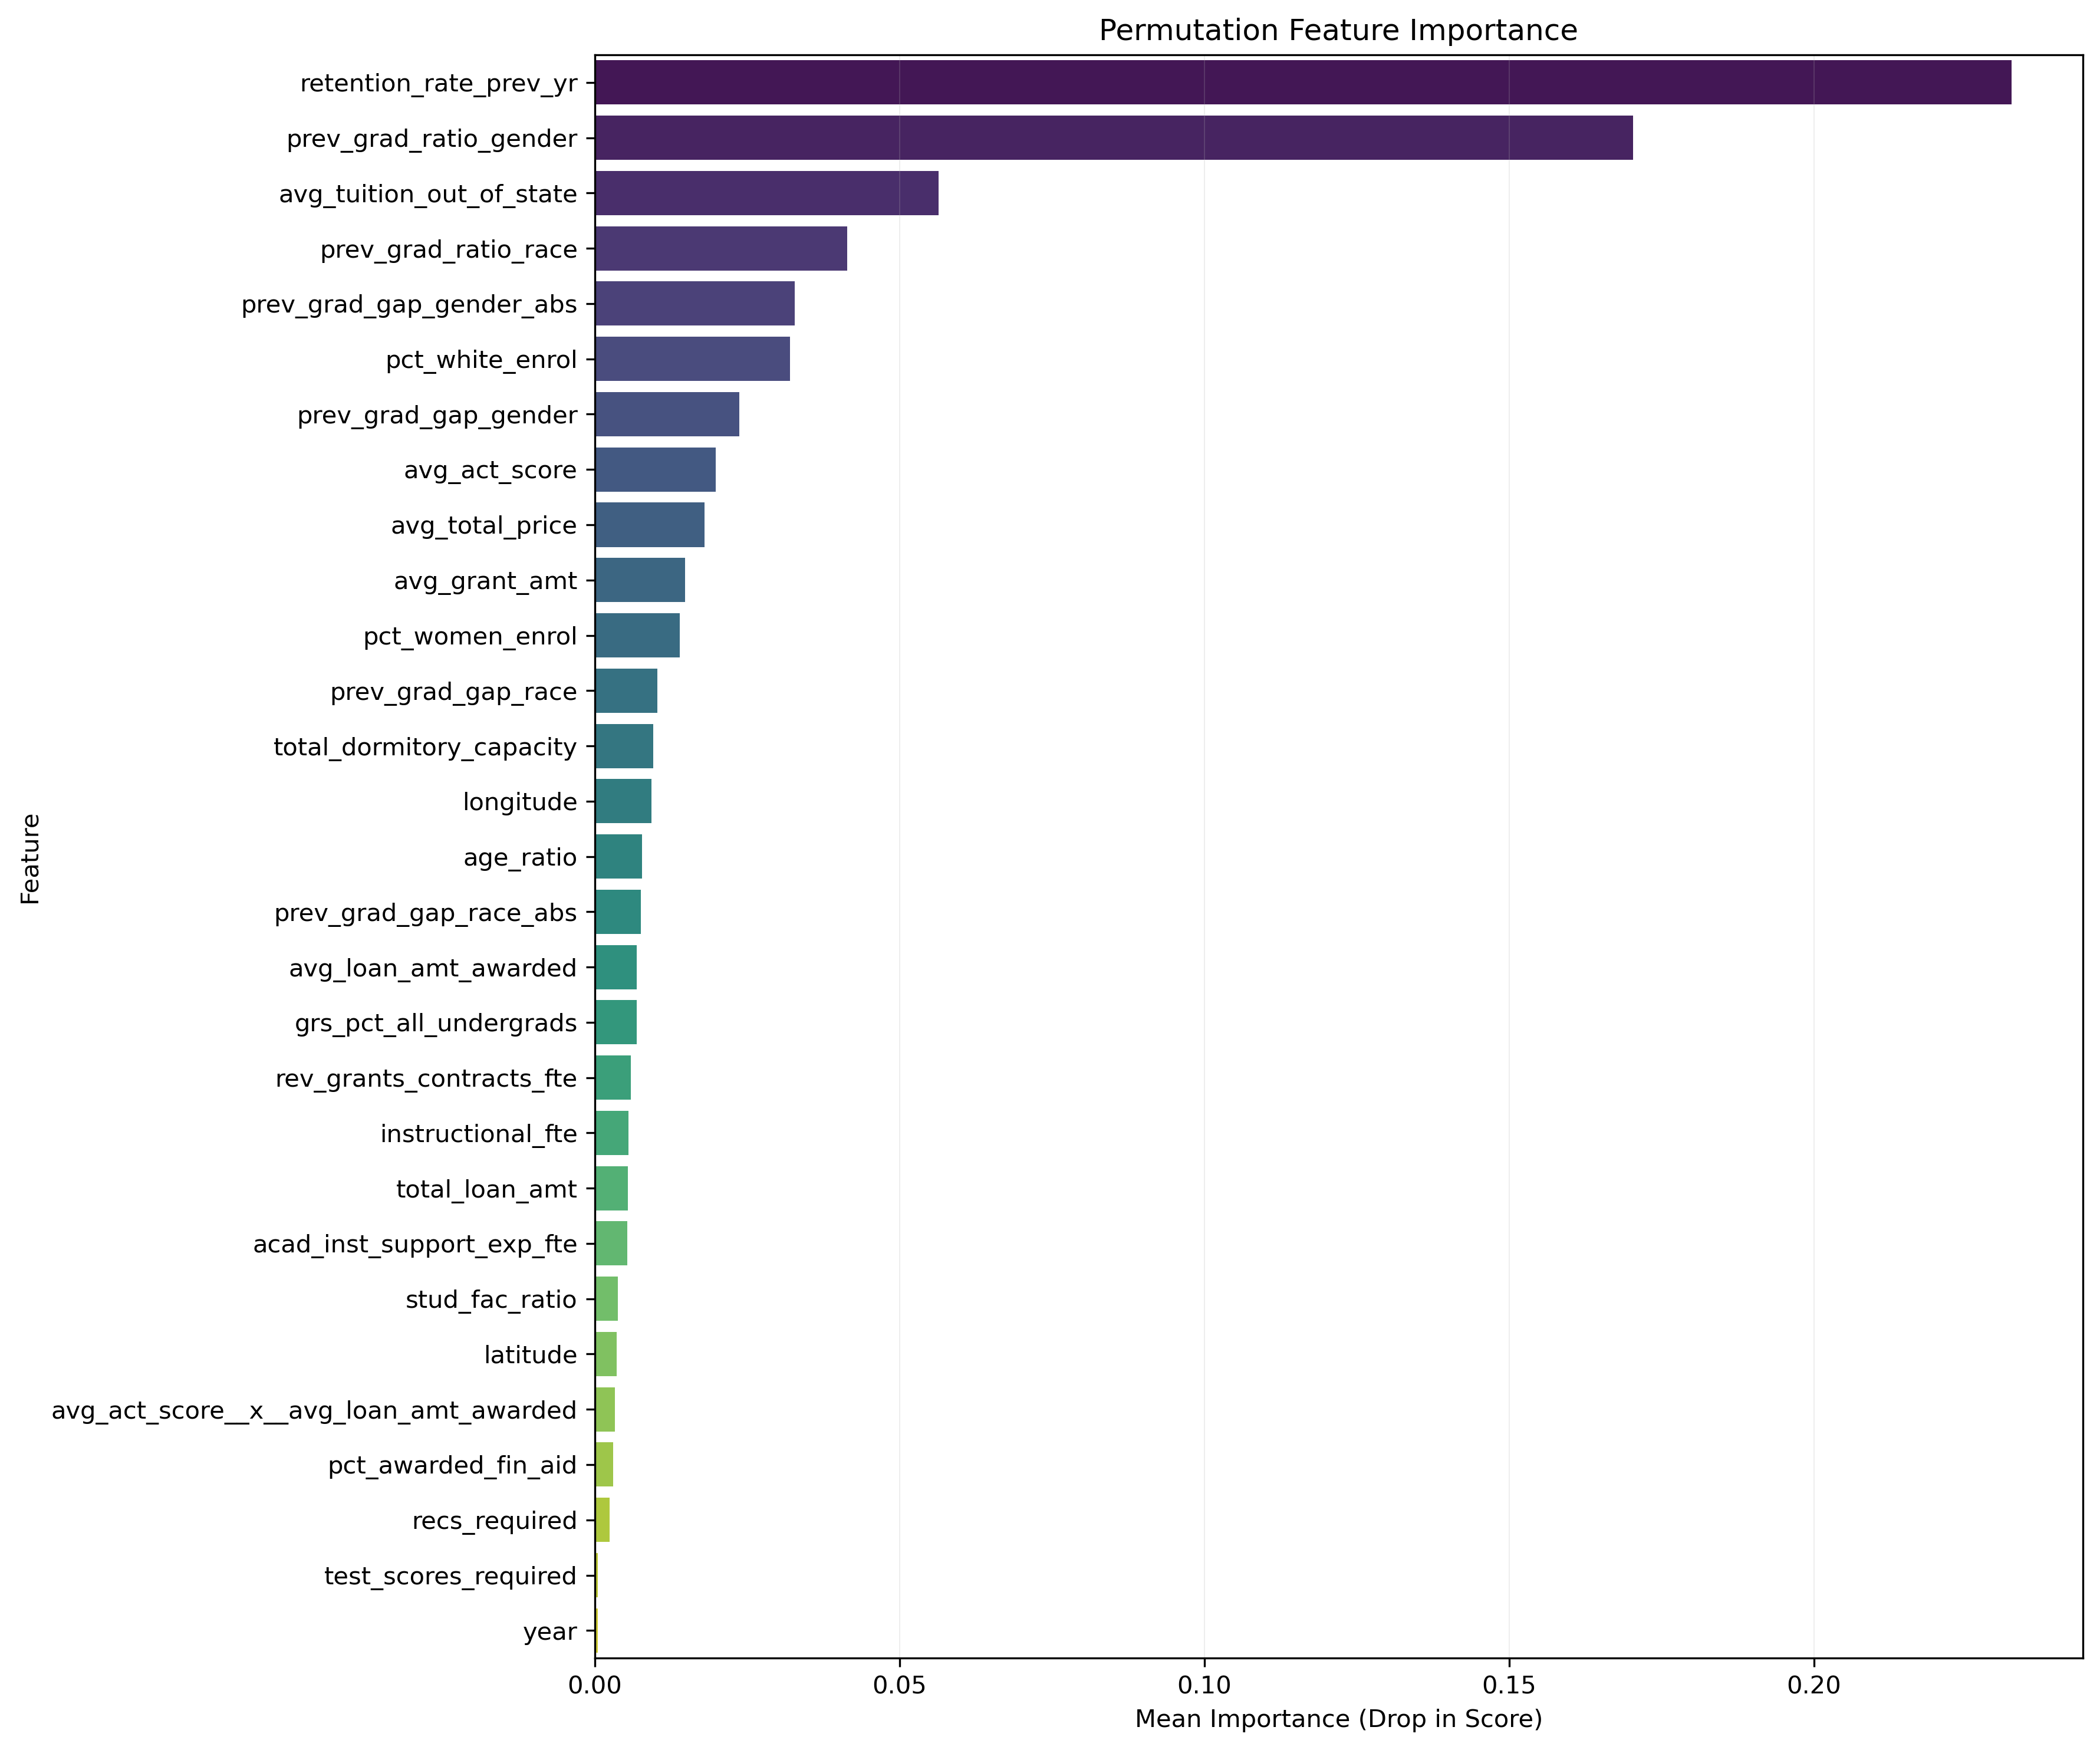 Permutation Feature Importance
retention_rate_prev_yr
prev_grad_ratio_gender
avg_tuition_out_of_state
prev_grad_ratio_race
prev_grad_gap_gender_abs
pct_white_enrol
prev_grad_gap_gender
avg_act_score
avg_total_price
avg_grant_amt
pct_women_enrol
prev_grad_gap_race
total_dormitory_capacity
longitude
age_ratio
prev_grad_gap_race_abs
avg_loan_amt_awarded
grs_pct_all_undergrads
rev_grants_contracts_fte
instructional_fte
total_loan_amt
acad_inst_support_exp_fte
stud_fac_ratio
latitude
avg_act_score__x__avg_loan_amt_awarded
pct_awarded_fin_aid
recs_required
test_scores_required
year
Feature
0.00 0.05 0.10 0.15 0.20
Mean Importance (Drop in Score)